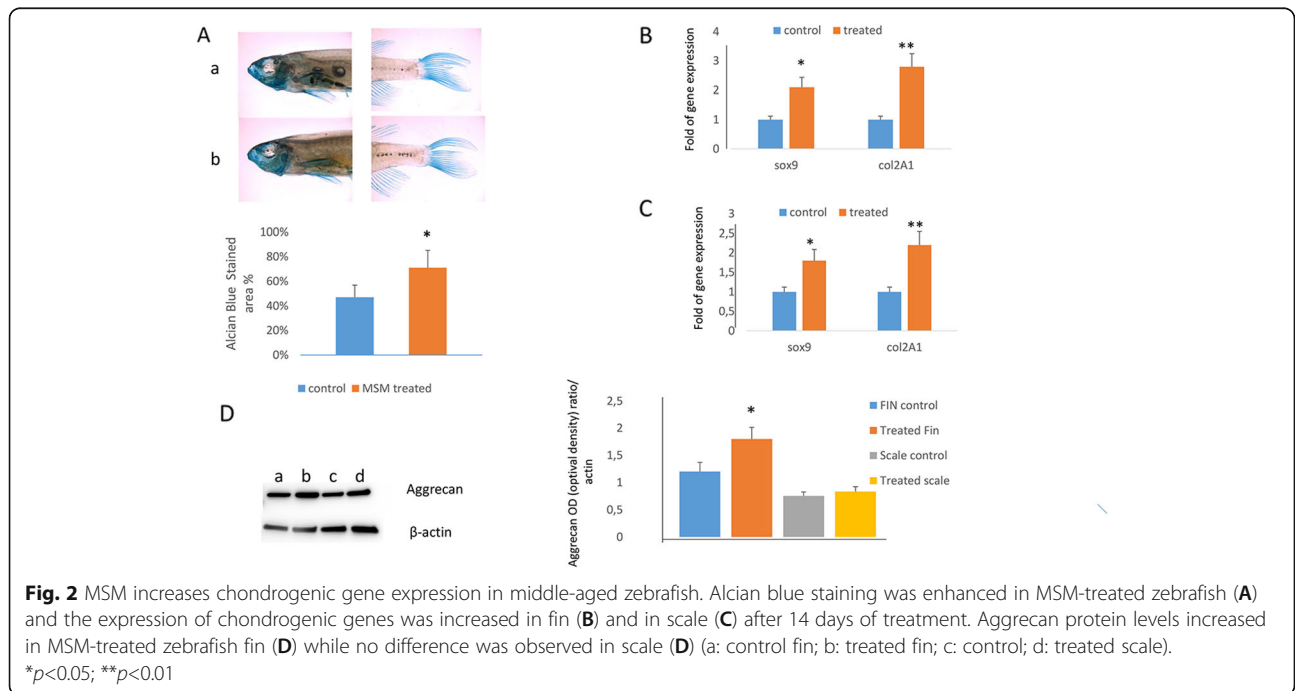 A
a
b
100%
80%
60%
40%
20%
0%
Alcian Blue Stained
area %
*
control MSM treated
B
control treated
Fold of gene expression
4
3
2
1
0
*
**
sox9 col2A1
C
control treated
Fold of gene expression
3
2,5
2
1,5
1
0,5
0
*
**
sox9 col2A1
D
a b c d
Aggrecan
β-actin
Aggrecan OD (optival density) ratio/
actin
2,5
2
1,5
1
0,5
0
*
FIN control
Treated Fin
Scale control
Treated scale
Fig. 2 MSM increases chondrogenic gene expression in middle-aged zebrafish. Alcian blue staining was enhanced in MSM-treated zebrafish (A)
and the expression of chondrogenic genes was increased in fin (B) and in scale (C) after 14 days of treatment. Aggrecan protein levels increased
in MSM-treated zebrafish fin (D) while no difference was observed in scale (D) (a: control fin; b: treated fin; c: control; d: treated scale).
*p<0.05; **p<0.01